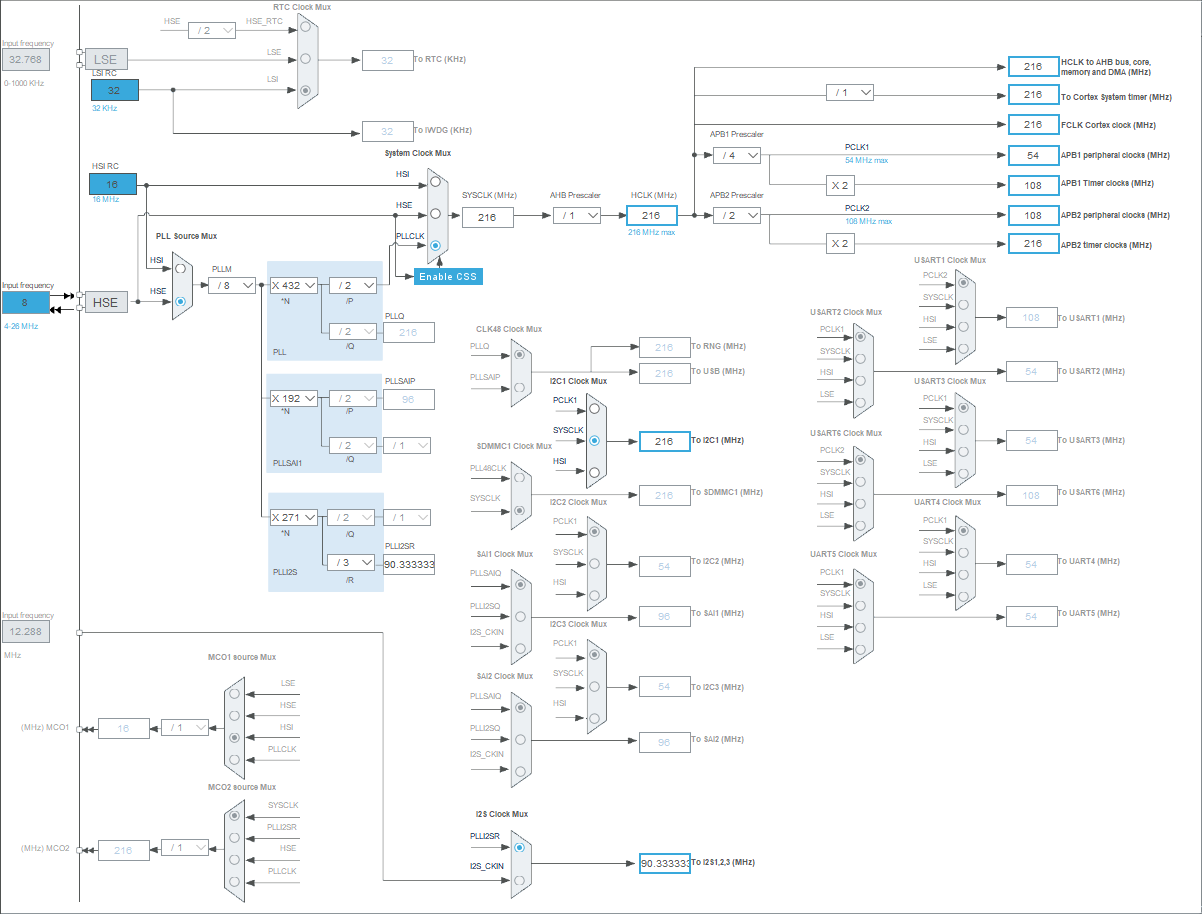 RTC Clock Mux
HSE
/ 2
HSE_RTC
Input frequency
32.768
0-1000 KHz
LSE
LSE
32
To RTC (KHz)
LSI RC
32
32 KHz
LSI
32
To IWDG (KHz)
216
HCLK to AHB bus, core,
memory and DMA (MHz)
/ 1
216
To Cortex System timer (MHz)
216
FCLK Cortex clock (MHz)
APB1 Prescaler
/ 4
PCLK1
54 MHz max
54
APB1 peripheral clocks (MHz)
X 2
108
APB1 Timer clocks (MHz)
APB2 Prescaler
/ 2
PCLK2
108 MHz max
108
APB2 peripheral clocks (MHz)
X 2
216
APB2 timer clocks (MHz)
System Clock Mux
HSI
HSE
PLLCLK
Enable CSS
SYSCLK (MHz)
216
AHB Prescaler
/ 1
HCLK (MHz)
216
216 MHz max
HSI RC
16
16 MHz
PLL Source Mux
HSI
HSE
Input frequency
8
4-26 MHz
HSE
PLLM
/ 8
X 432
*N
/ 2
/P
PLLQ
/ 2
216
/Q
PLL
PLLSAIP
X 192
*N
/ 2
96
/P
/ 2
/ 1
/Q
PLLSAI1
X 271
*N
/ 2
/ 1
/Q
PLLI2SR
/ 3
90.333333
/R
PLLI2S
CLK48 Clock Mux
PLLQ
PLLSAIP
216
To RNG (MHz)
216
To USB (MHz)
I2C1 Clock Mux
PCLK1
SYSCLK
HSI
216
To I2C1 (MHz)
SDMMC1 Clock Mux
PLL48CLK
SYSCLK
216
To SDMMC1 (MHz)
I2C2 Clock Mux
PCLK1
SYSCLK
HSI
54
To I2C2 (MHz)
SAI1 Clock Mux
PLLSAIQ
PLLI2SQ
I2S_CKIN
96
To SAI1 (MHz)
I2C3 Clock Mux
PCLK1
SYSCLK
HSI
54
To I2C3 (MHz)
SAI2 Clock Mux
PLLSAIQ
PLLI2SQ
I2S_CKIN
96
To SAI2 (MHz)
I2S Clock Mux
PLLI2SR
I2S_CKIN
90.333333
To I2S1,2,3 (MHz)
USART1 Clock Mux
PCLK2
SYSCLK
HSI
LSE
108
To USART1 (MHz)
USART2 Clock Mux
PCLK1
SYSCLK
HSI
LSE
54
To USART2 (MHz)
USART3 Clock Mux
PCLK1
SYSCLK
HSI
LSE
54
To USART3 (MHz)
USART6 Clock Mux
PCLK2
SYSCLK
HSI
LSE
108
To USART6 (MHz)
UART4 Clock Mux
PCLK1
SYSCLK
HSI
LSE
54
To UART4 (MHz)
UART5 Clock Mux
PCLK1
SYSCLK
HSI
LSE
54
To UART5 (MHz)
Input frequency
12.288
MHz
MCO1 source Mux
LSE
HSE
HSI
PLLCLK
(MHz) MCO1
16
/ 1
MCO2 source Mux
SYSCLK
PLLI2SR
HSE
PLLCLK
(MHz) MCO2
216
/ 1